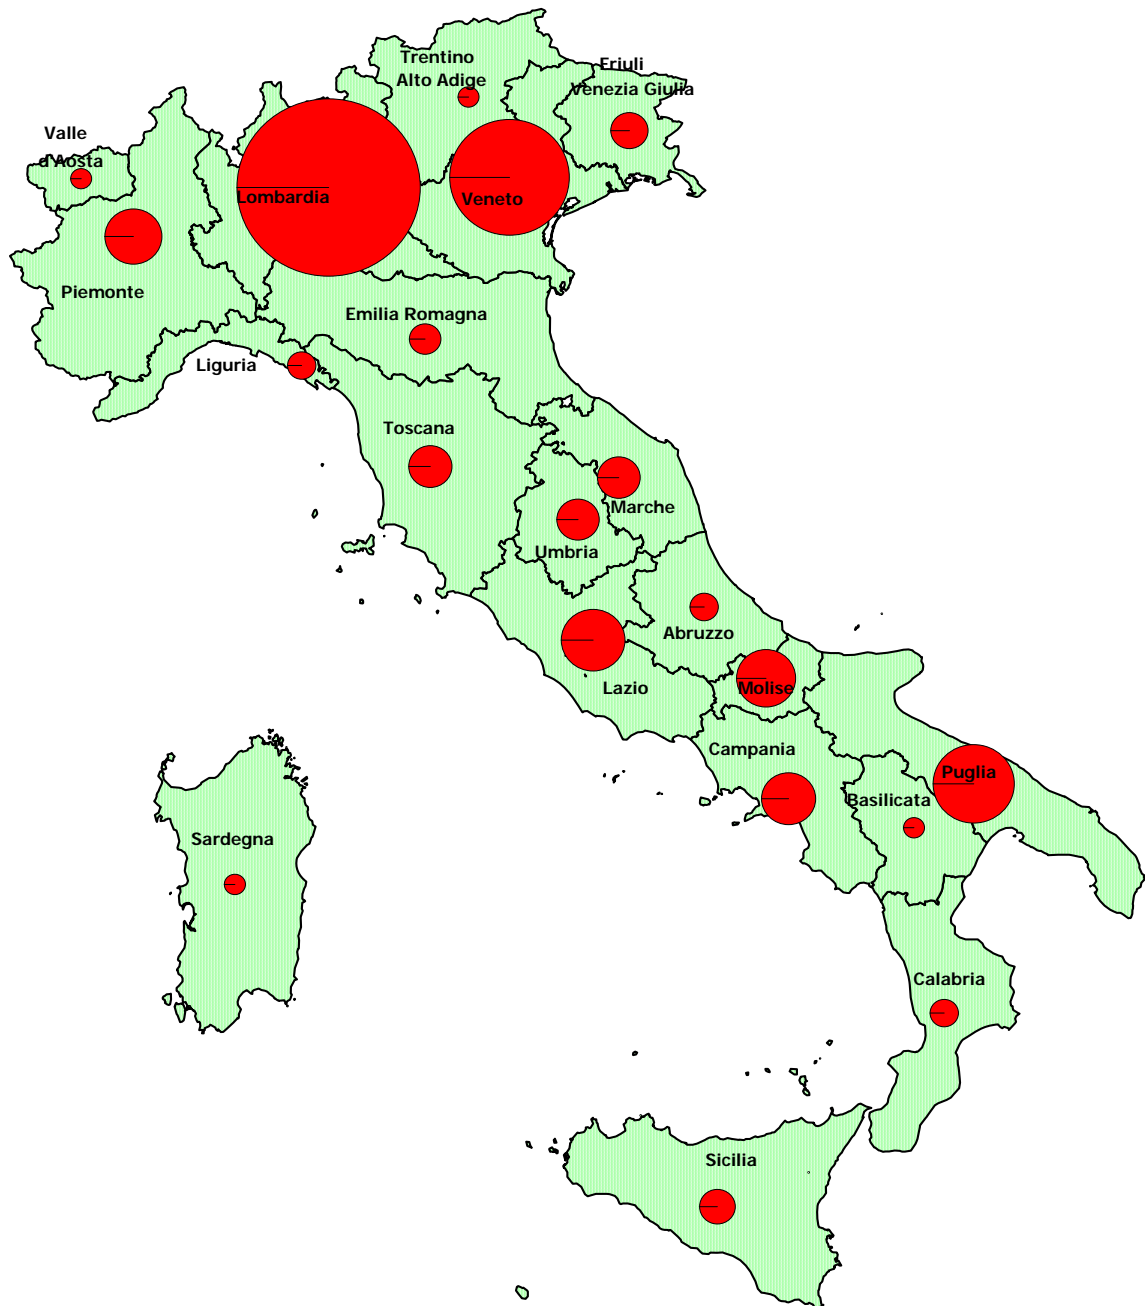 Trentino
Alto Adige
Friuli
Venezia Giulia
Valle
d'Aosta
Lombardia
Veneto
Piemonte
Emilia Romagna
Liguria
Toscana
Marche
Umbria
Abruzzo
Lazio
Molise
Campania
Puglia
Basilicata
Sardegna
Calabria
Sicilia